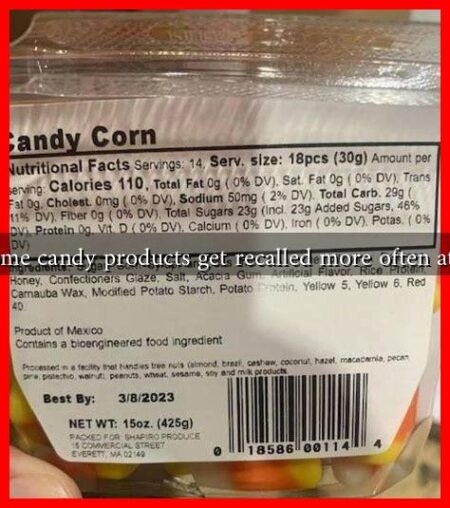 Candy Corn
Nutritional Facts Servings: 14, Serv. size: 18pcs (30g) Amount per
serving: Calories 110, Total Fat 0g ( 0% DV), Sat. Fat 0g ( 0% DV), Trans
Fat 0g, Cholest. 0mg ( 0% DV), Sodium 50mg ( 2% DV), Total Carb. 29g (
11% DV), Fiber 0g ( 0% DV), Total Sugars 23g (Incl. 23g Added Sugars, 46%
DV), Protein 0g, Vit. D ( 0% DV), Calcium ( 0% DV), Iron ( 0% DV), Potas. ( 0%
DV)
me candy products get recalled more often at
Ingredients: Sugar
Honey, Confectioners Glaze, Salt, Acacia Gum, Artificial Flavor, Rice Protein,
Carnauba Wax, Modified Potato Starch, Potato Protein, Yellow 5, Yellow 6, Red
40
Product of Mexico
Contains a bioengineered food ingredient
Processed in a facility that handles tree nuts (almond, brazil, cashew, coconut, hazel, macadamia, pecan,
pine, pistachio, walnut), peanuts, wheat, sesame, soy and milk products.
Best By: 3/8/2023
NET WT: 15oz. (425g)
PACKED FOR: SHAPIRO PRODUCE
COMMERCIAL STREET
EVERETT, MA 02149
0 18586 00114 4